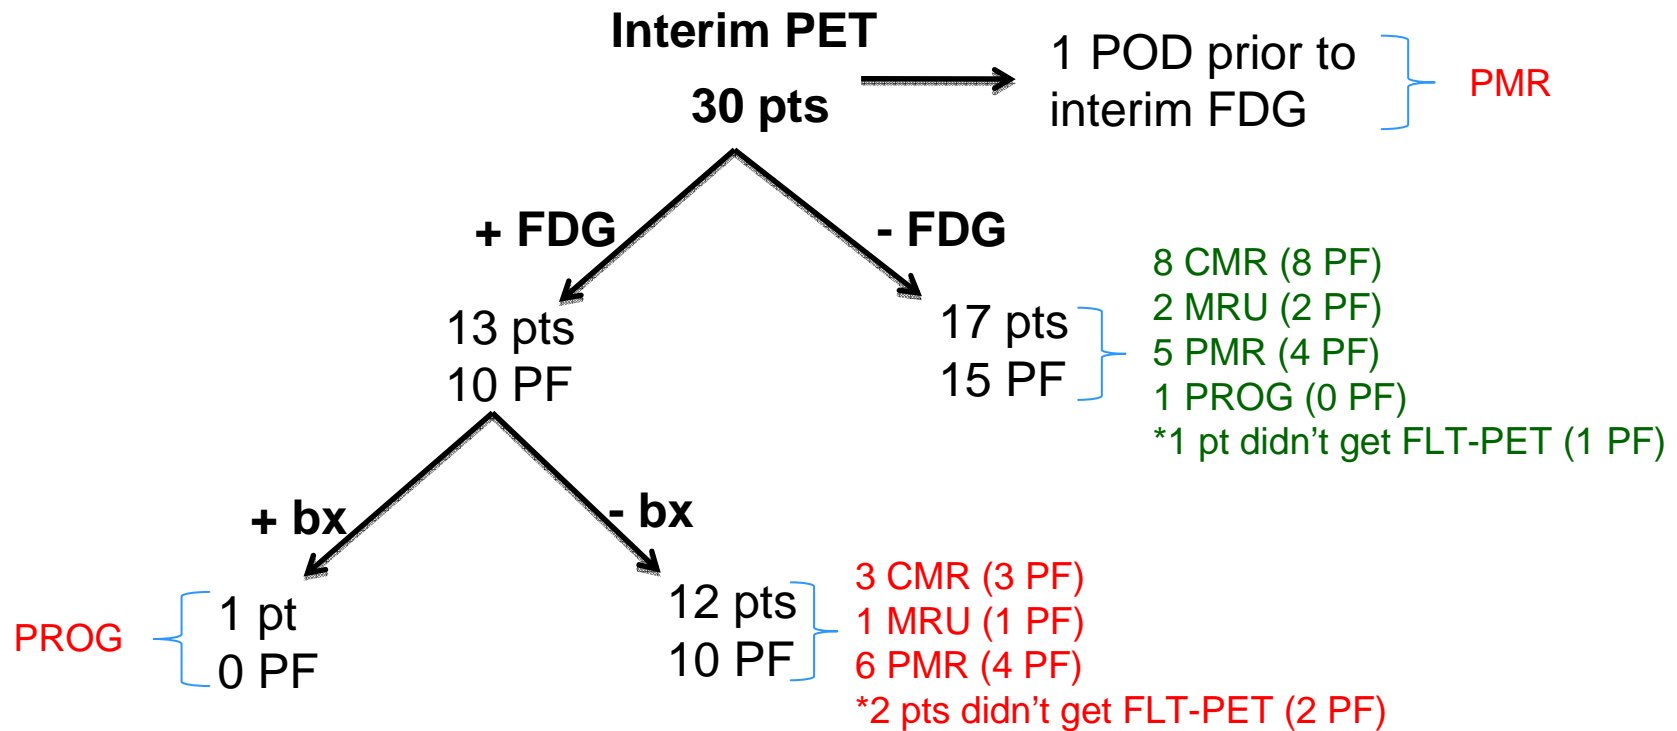 Interim PET
30 pts
1 POD prior to
interim FDG
PMR
+ FDG
- FDG
13 pts
10 PF
17 pts
15 PF
8 CMR (8 PF)
2 MRU (2 PF)
5 PMR (4 PF)
1 PROG (0 PF)
*1 pt didn't get FLT-PET (1 PF)
+ bx
- bx
PROG
1 pt
0 PF
12 pts
10 PF
3 CMR (3 PF)
1 MRU (1 PF)
6 PMR (4 PF)
*2 pts didn't get FLT-PET (2 PF)